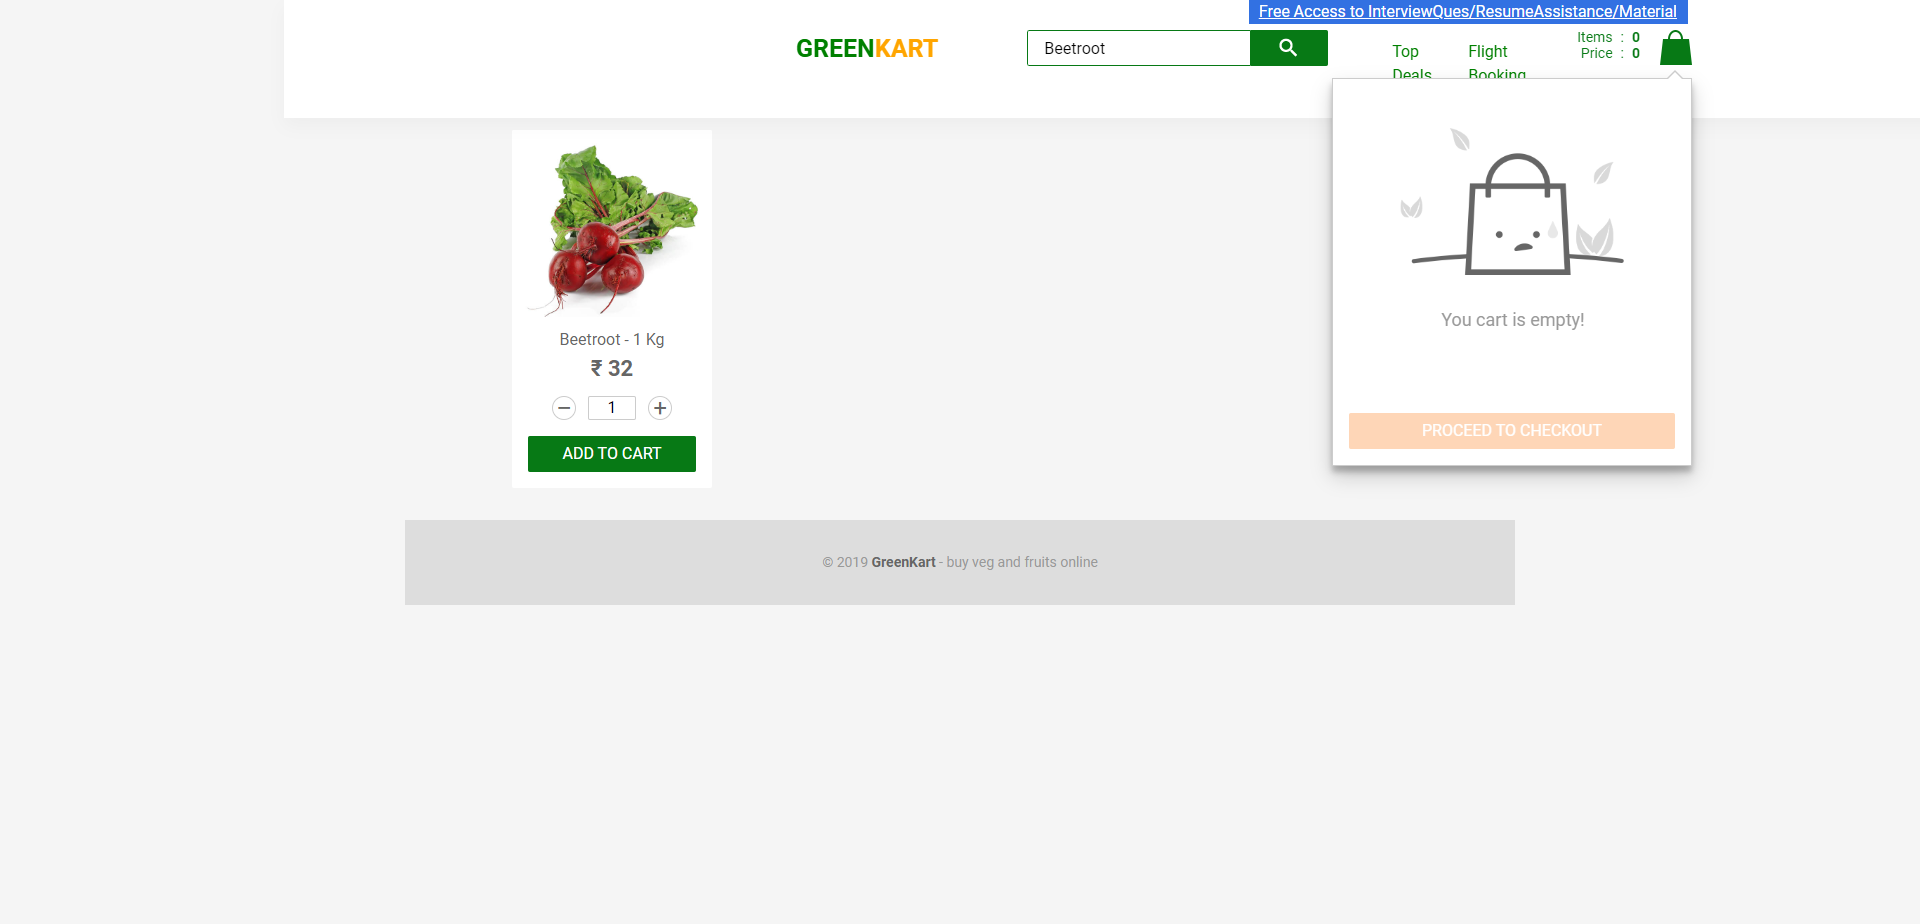 Free Access to InterviewQues/ResumeAssistance/Material
GREENKART
Beetroot
Top
Deals
Flight
Booking
Items : 0
Price : 0
You cart is empty!
PROCEED TO CHECKOUT
Beetroot - 1 Kg
₹ 32
1
ADD TO CART
© 2019 GreenKart - buy veg and fruits online